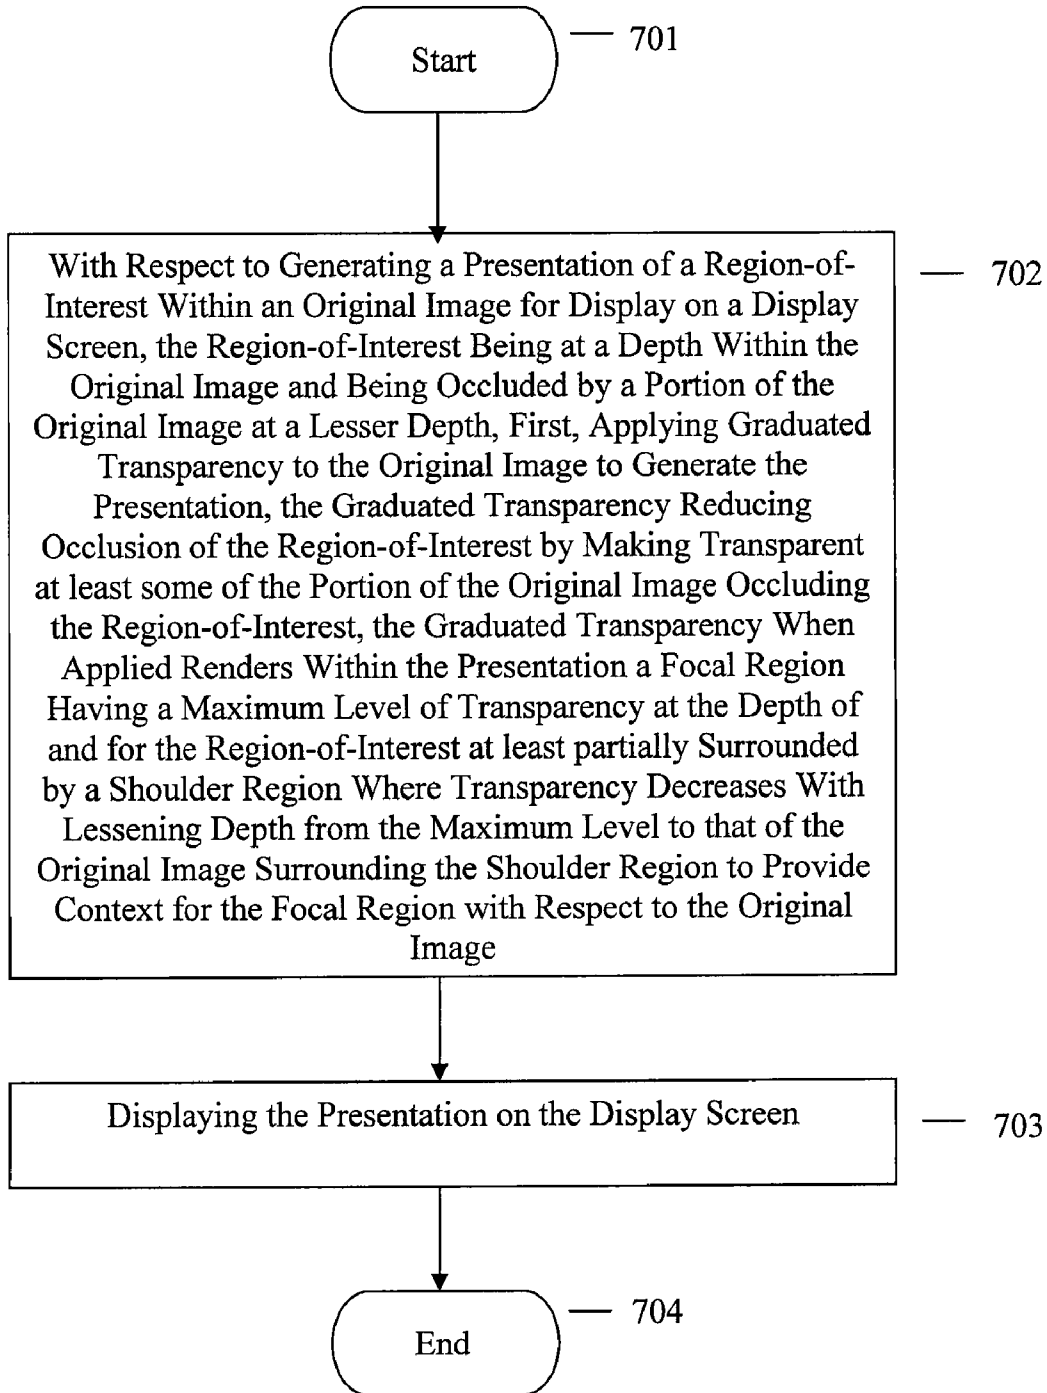 Start
701
With Respect to Generating a Presentation of a Region-of-
Interest Within an Original Image for Display on a Display
Screen, the Region-of-Interest Being at a Depth Within the
Original Image and Being Occluded by a Portion of the
Original Image at a Lesser Depth, First, Applying Graduated
Transparency to the Original Image to Generate the
Presentation, the Graduated Transparency Reducing
Occlusion of the Region-of-Interest by Making Transparent
at least some of the Portion of the Original Image Occluding
the Region-of-Interest, the Graduated Transparency When
Applied Renders Within the Presentation a Focal Region
Having a Maximum Level of Transparency at the Depth of
and for the Region-of-Interest at least partially Surrounded
by a Shoulder Region Where Transparency Decreases With
Lessening Depth from the Maximum Level to that of the
Original Image Surrounding the Shoulder Region to Provide
Context for the Focal Region with Respect to the Original
Image
702
Displaying the Presentation on the Display Screen
703
End
704